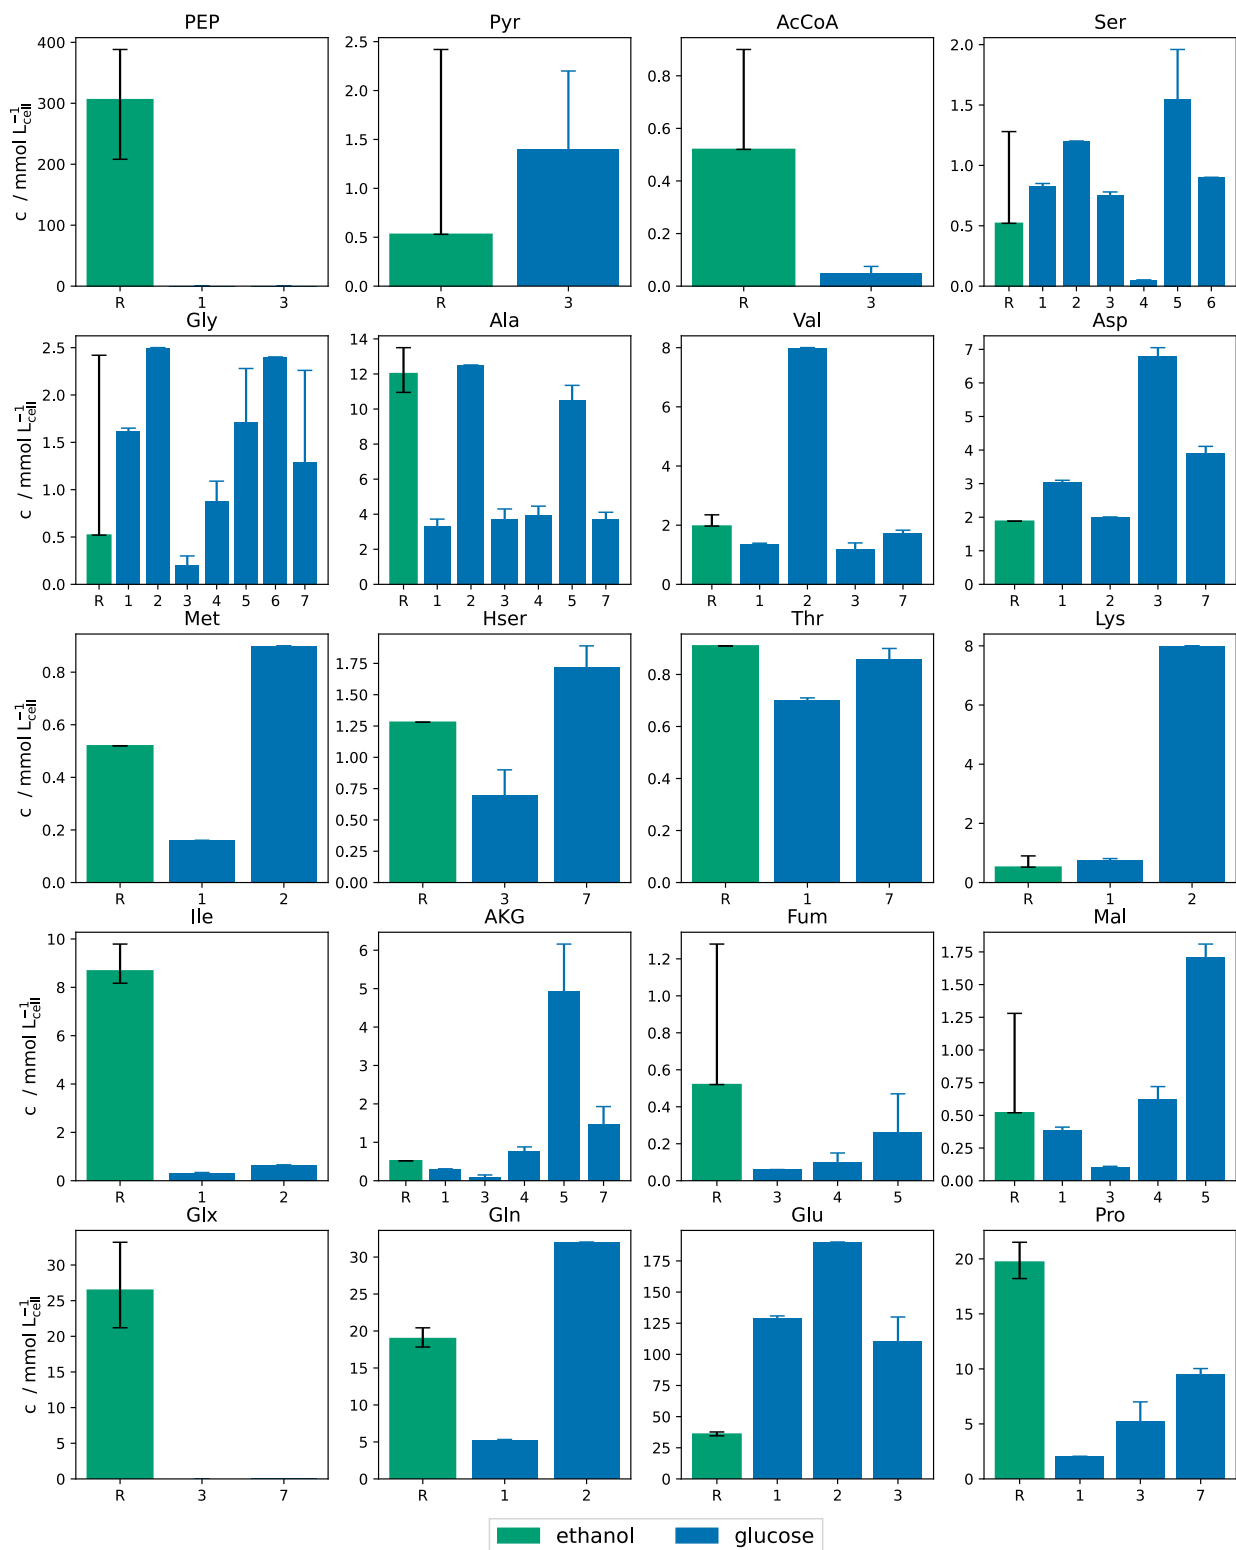 PEP Pyr AcCoA Ser
c / mmol L⁻¹cell
400 300 200 100 0
R 1 3
2.5 2.0 1.5 1.0 0.5 0.0
R 3
0.8 0.6 0.4 0.2 0.0
R 3
2.0 1.5 1.0 0.5 0.0
R 1 2 3 4 5 6
Gly Ala Val Asp
c / mmol L⁻¹cell
2.5 2.0 1.5 1.0 0.5 0.0
R 1 2 3 4 5 6 7
14 12 10 8 6 4 2 0
R 1 2 3 4 5 7
8 6 4 2 0
R 1 2 3 7
7 6 5 4 3 2 1 0
R 1 2 3 7
Met Hser Thr Lys
c / mmol L⁻¹cell
0.8 0.6 0.4 0.2 0.0
R 1 2
1.75 1.50 1.25 1.00 0.75 0.50 0.25 0.00
R 3 7
0.8 0.6 0.4 0.2 0.0
R 1 7
8 6 4 2 0
R 1 2
Ile AKG Fum Mal
c / mmol L⁻¹cell
10 8 6 4 2 0
R 1 2
6 5 4 3 2 1 0
R 1 3 4 5 7
1.2 1.0 0.8 0.6 0.4 0.2 0.0
R 3 4 5
1.75 1.50 1.25 1.00 0.75 0.50 0.25 0.00
R 1 3 4 5
Glx Gln Glu Pro
c / mmol L⁻¹cell
30 25 20 15 10 5 0
R 3 7
30 25 20 15 10 5 0
R 1 2
175 150 125 100 75 50 25 0
R 1 2 3
20 15 10 5 0
R 1 3 7
ethanol glucose